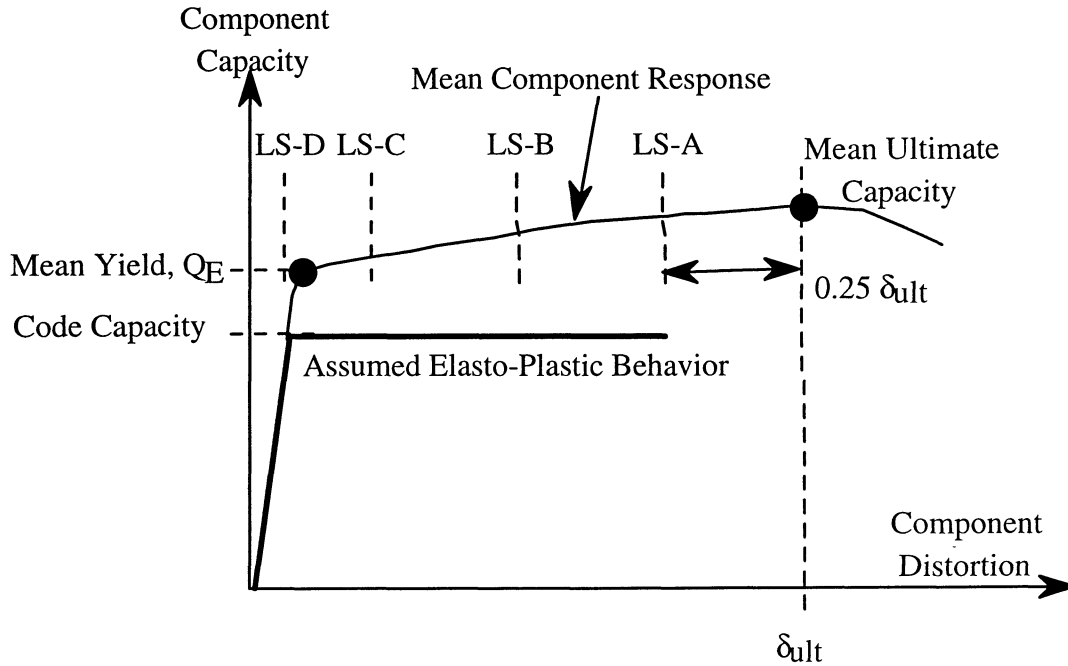 Component
Capacity
Mean Component Response
LS-D LS-C LS-B LS-A
Mean Ultimate
Capacity
Mean Yield, QE
0.25 δult
Code Capacity
Assumed Elasto-Plastic Behavior
Component
Distortion
δult